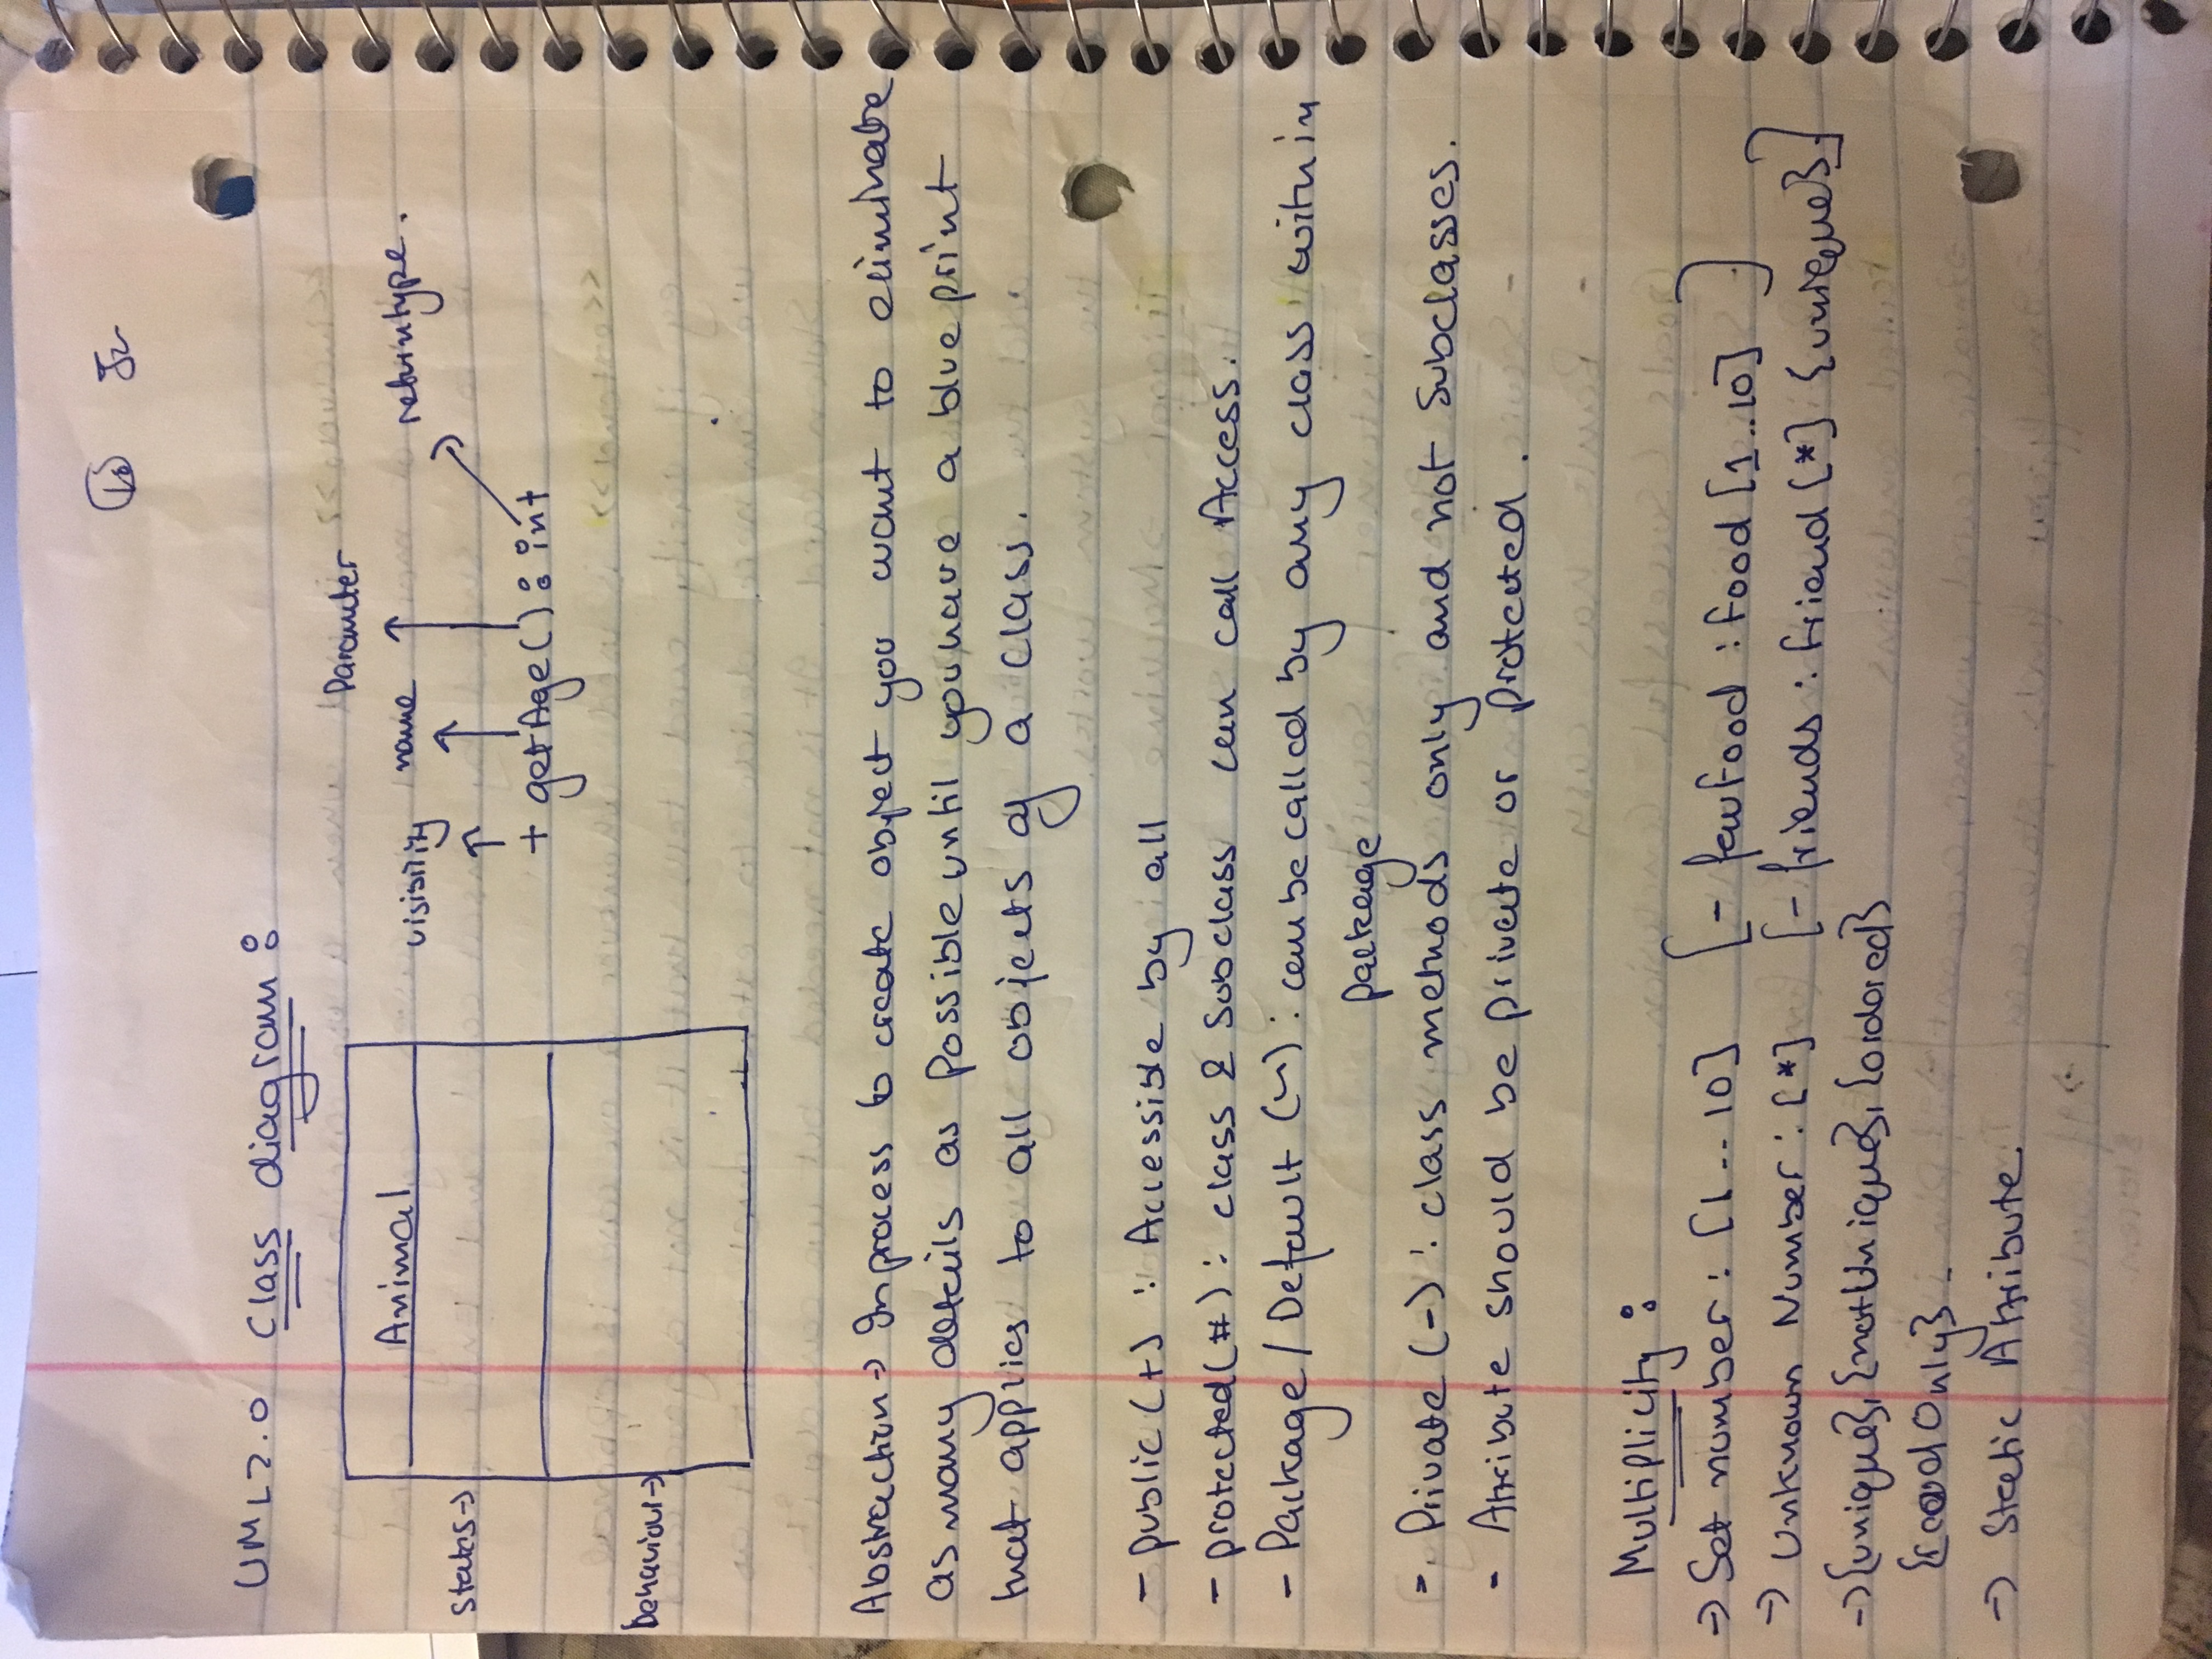 UML2.0 Class diagram :
Parameter
Animal
visibility name returntype.
states →
+ getAge() : int
behaviour →
Abstraction → In process to create object you want to eliminate
as many details as Possible until you have a blue print
that applies to all objects of a class.
- public (+) : Accessible by all
- protected (#) : class & Subclass can call Access.
- Package / Default (~) : can be called by any class within
package
- Private (-) : class methods only and not Subclasses.
- Attribute should be private or protected.
Multiplicity :
→ Set number : [1..10] [- favFood : Food [1..10] ]
→ Unknown Number : [*] [- friends : Friend [*] {unique}]
→ {unique}, {notUnique}, {ordered}
{readOnly}.
→ Static Attribute.